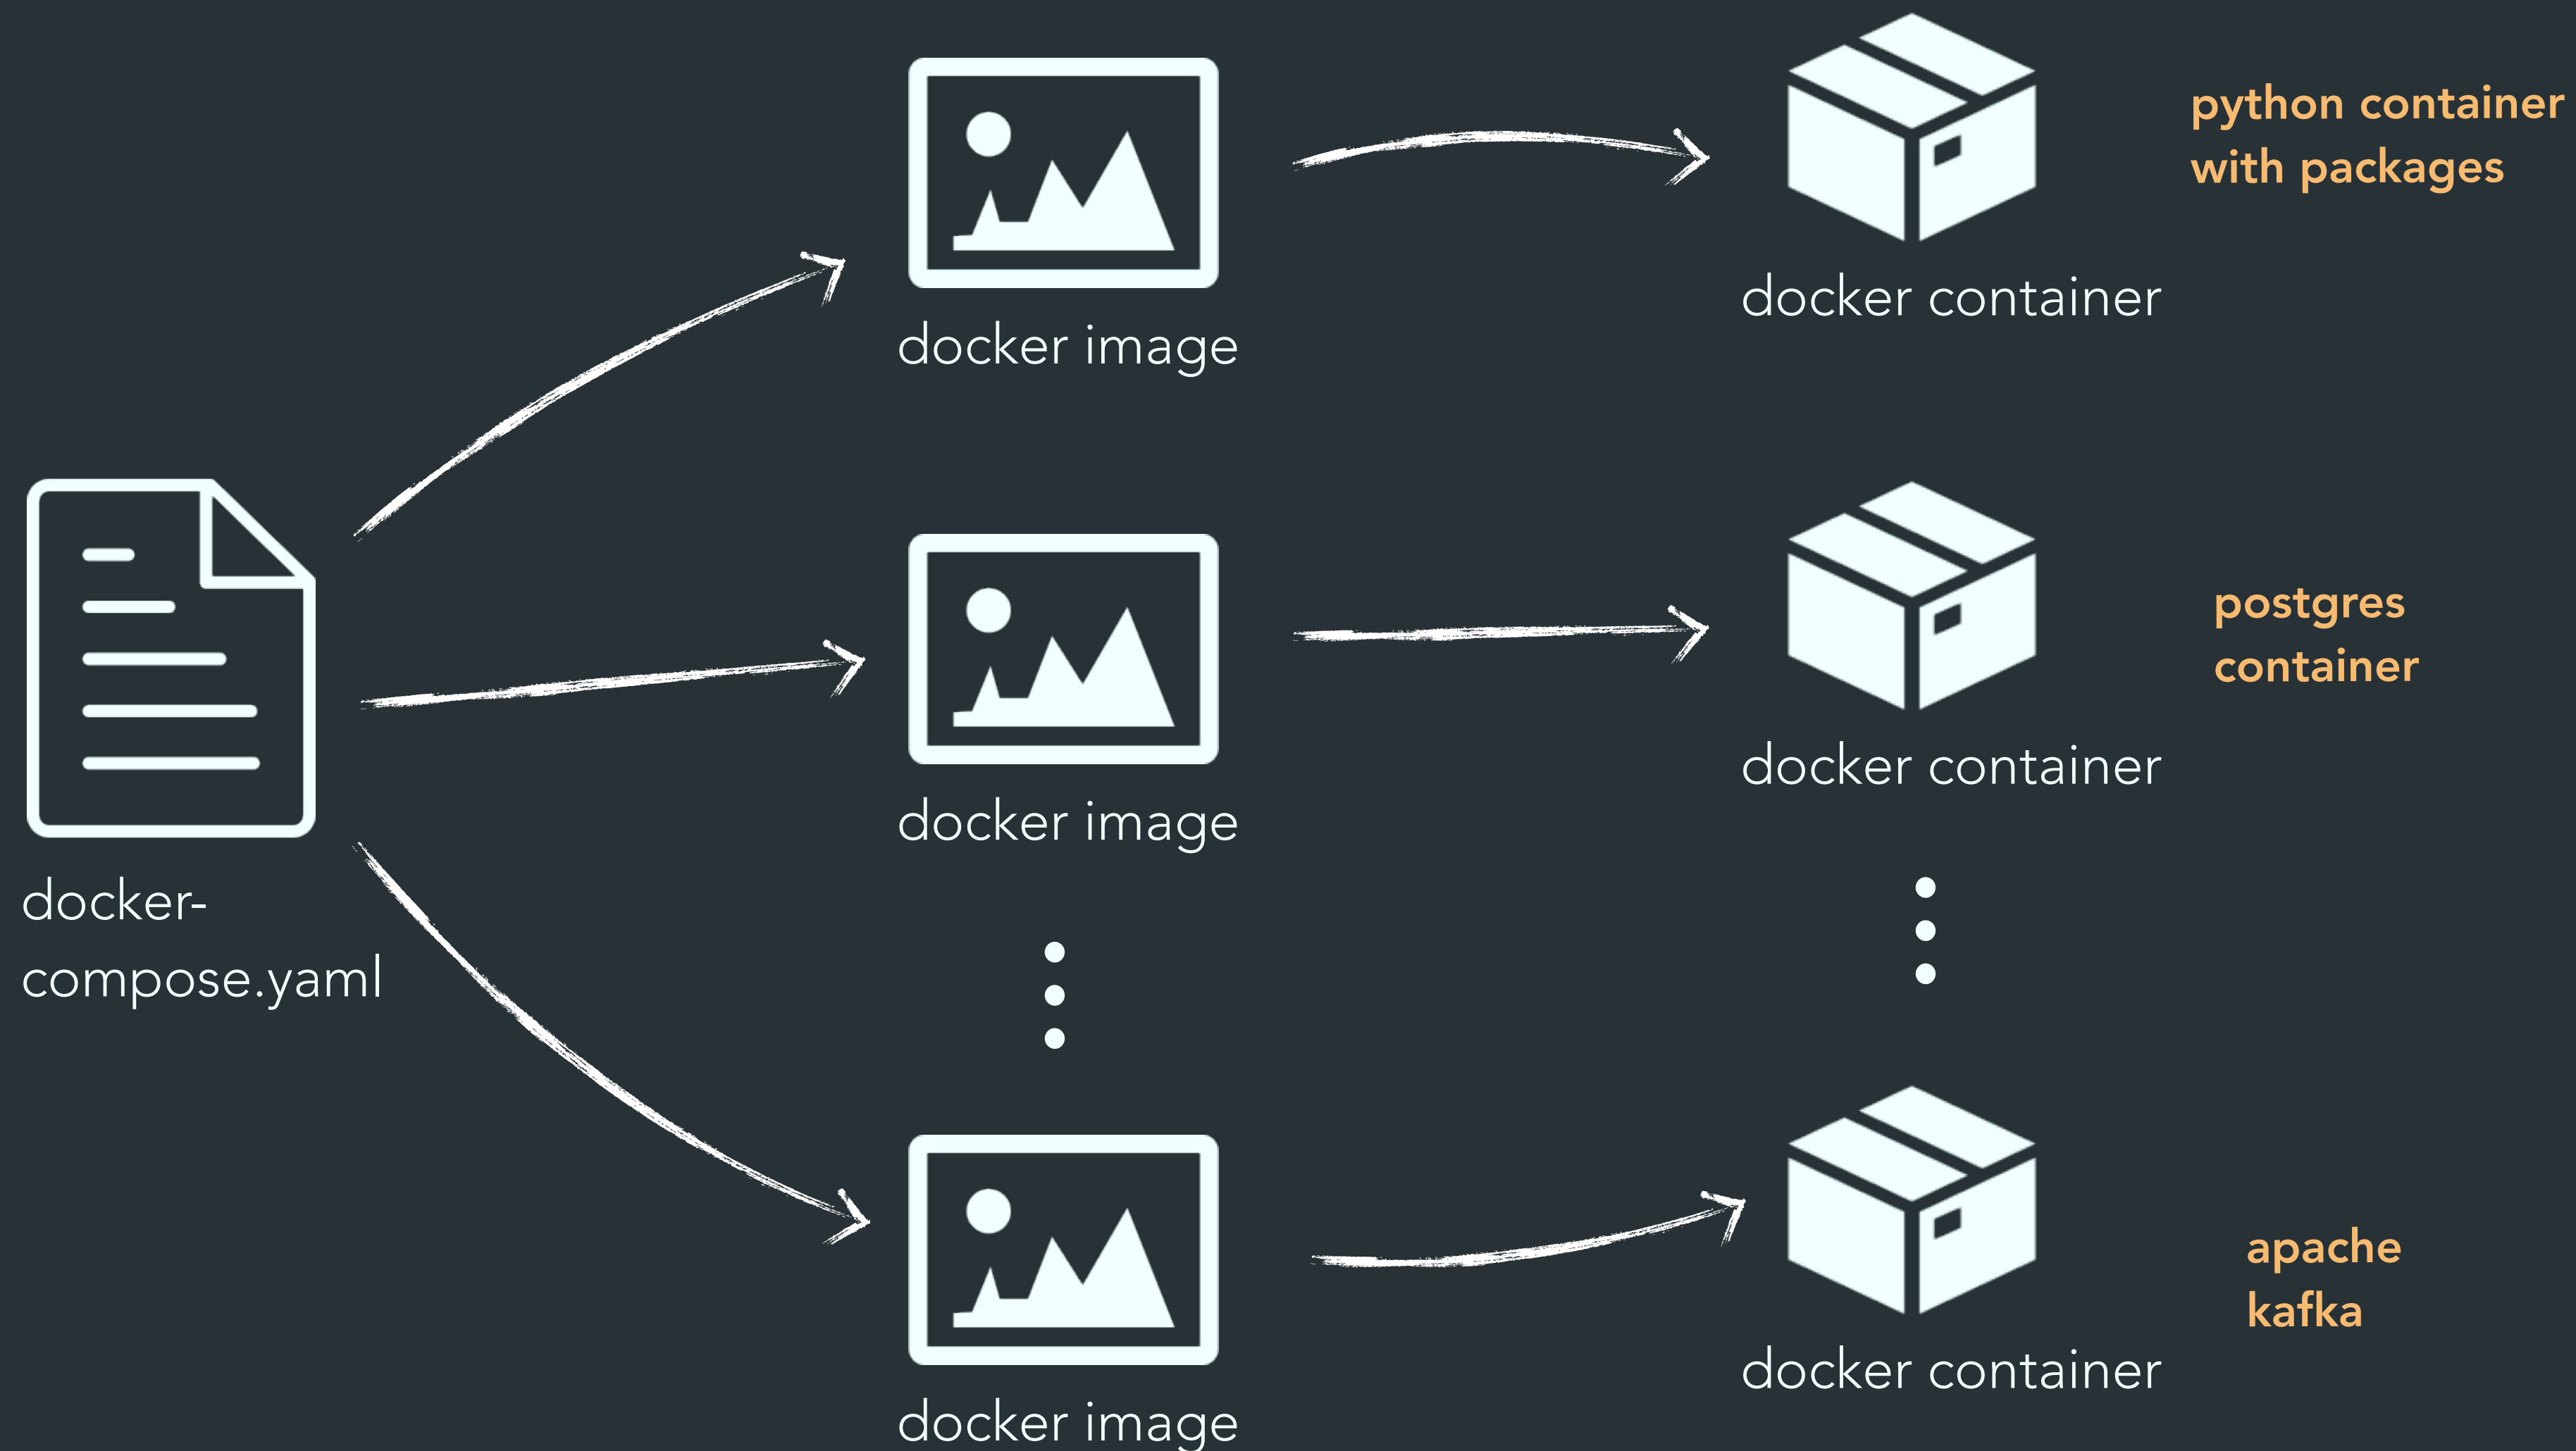 python container
with packages
docker container
docker image
postgres
container
docker container
docker image
docker-
compose.yaml
apache
kafka
docker container
docker image